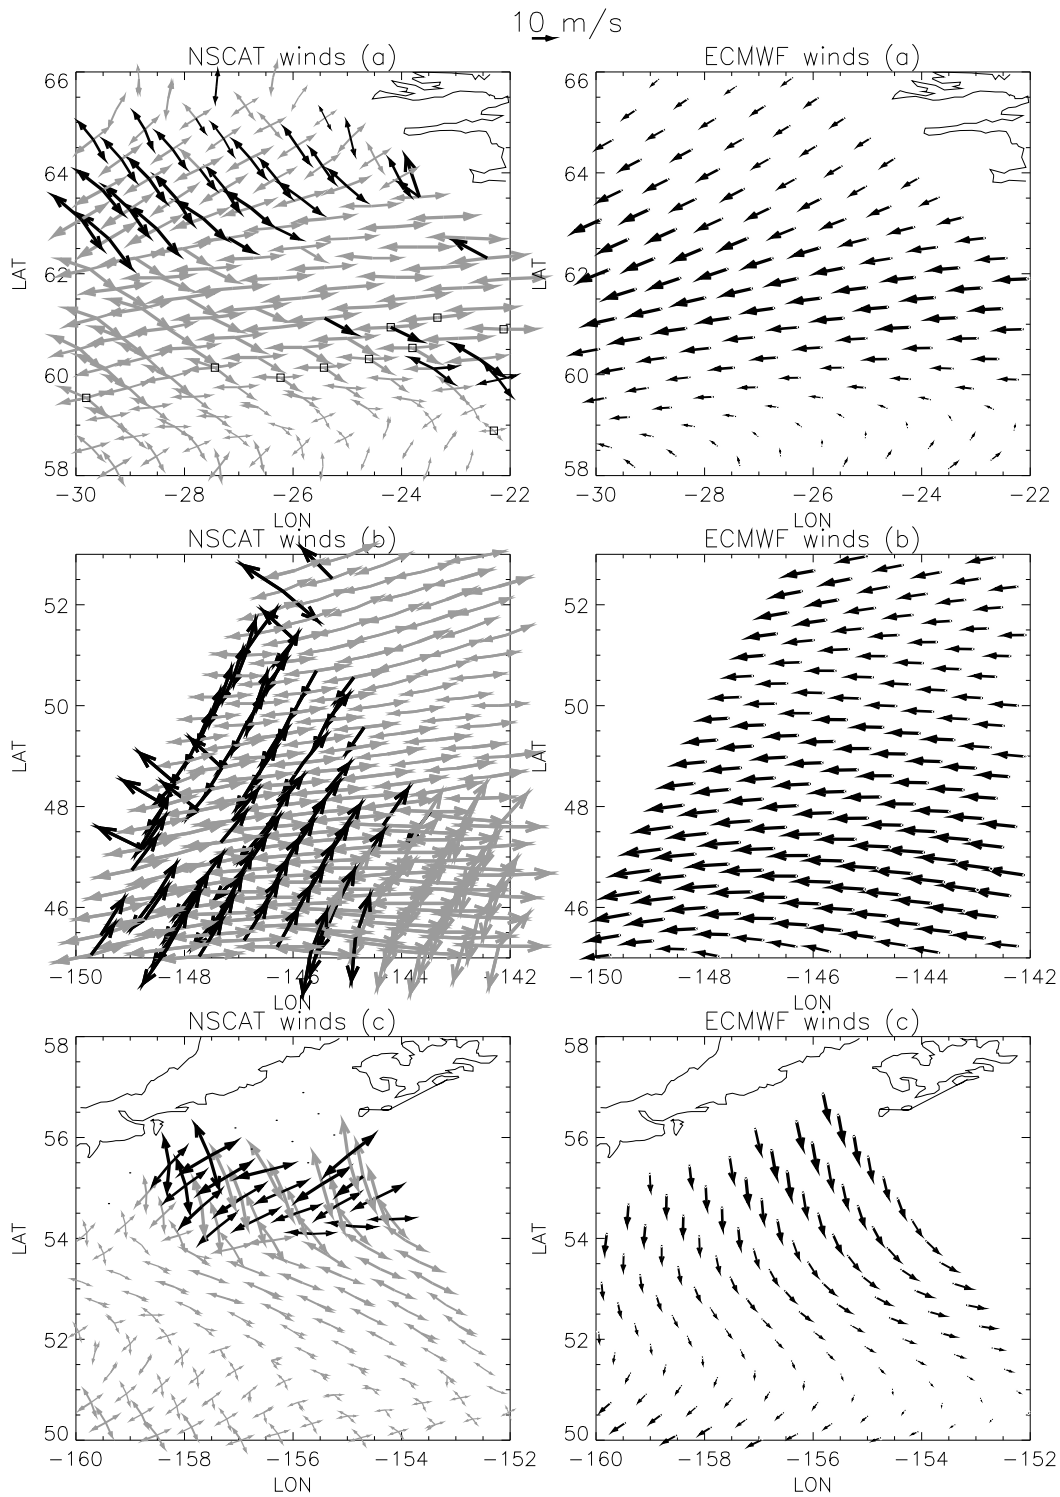 10 m/s
NSCAT winds (a) ECMWF winds (a)
66 66
64 64
LAT LAT
62 62
60 60
58 58
-30 -28 -26 -24 -22 -30 -28 -26 -24 -22
LON LON
NSCAT winds (b) ECMWF winds (b)
52 52
50 50
LAT LAT
48 48
46 46
-150 -148 -146 -144 -142 -150 -148 -146 -144 -142
LON LON
NSCAT winds (c) ECMWF winds (c)
58 58
56 56
LAT LAT
54 54
52 52
50 50
-160 -158 -156 -154 -152 -160 -158 -156 -154 -152
LON LON